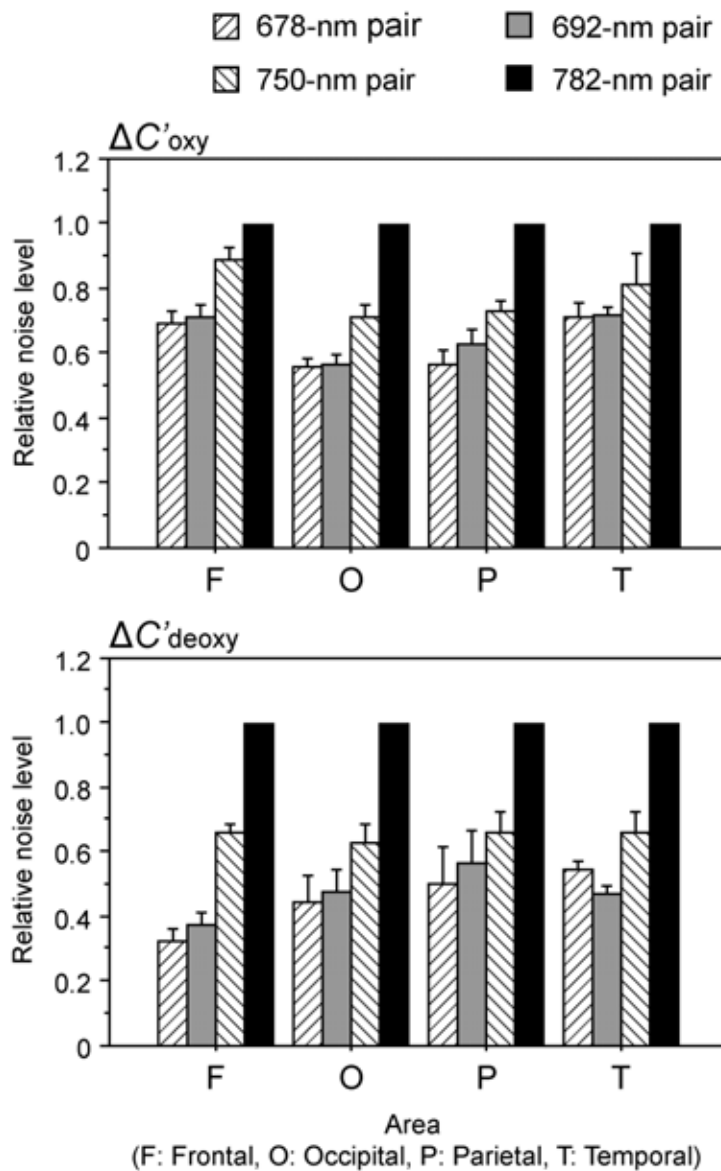 678-nm pair 692-nm pair
750-nm pair 782-nm pair
ΔC’oxy
Relative noise level
1.2
1.0
0.8
0.6
0.4
0.2
0
F O P T
ΔC’deoxy
Relative noise level
1.2
1.0
0.8
0.6
0.4
0.2
0
F O P T
Area
(F: Frontal, O: Occipital, P: Parietal, T: Temporal)